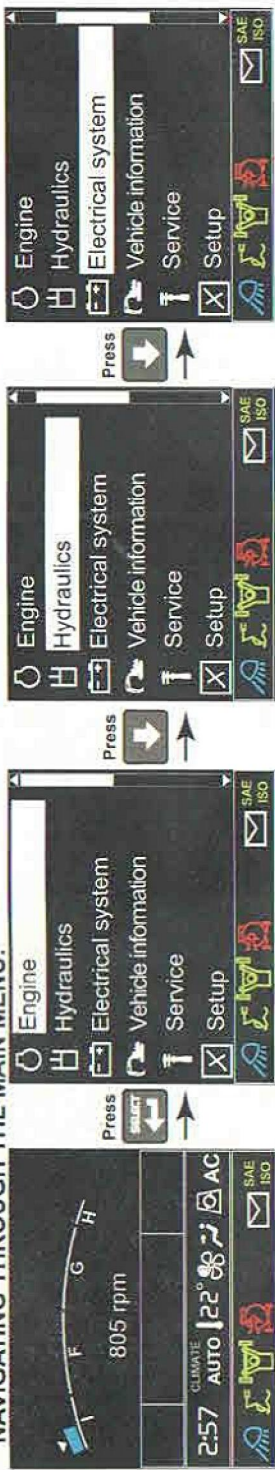 NAVIGATING THROUGH THE MAIN MENU:
I F G H
805 rpm
CLIMATE
2:57 AUTO 22° AC
SAE
ISO
Press
SELECT
Engine
Hydraulics
Electrical system
Vehicle information
Service
Setup
SAE
ISO
Press
Engine
Hydraulics
Electrical system
Vehicle information
Service
Setup
SAE
ISO
Press
Engine
Hydraulics
Electrical system
Vehicle information
Service
Setup
SAE
ISO